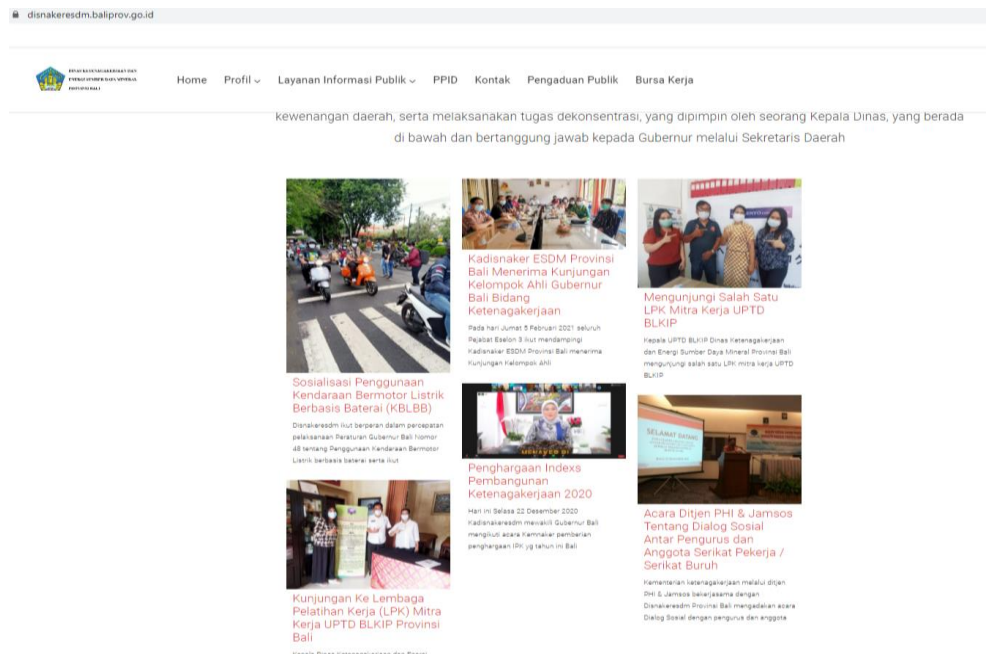 disnakeresdm.baliprov.go.id
DINAS KETENAGAKERJAAN DAN
ENERGI SUMBER DAYA MINERAL
PROVINSI BALI
Home Profil Layanan Informasi Publik PPID Kontak Pengaduan Publik Bursa Kerja
kewenangan daerah, serta melaksanakan tugas dekonsentrasi, yang dipimpin oleh seorang Kepala Dinas, yang berada
di bawah dan bertanggung jawab kepada Gubernur melalui Sekretaris Daerah
Sosialisasi Penggunaan
Kendaraan Bermotor Listrik
Berbasis Baterai (KBLBB)
Disnakeresdm ikut berperan dalam percepatan
pelaksanaan Peraturan Gubernur Bali Nomor
48 tentang Penggunaan Kendaraan Bermotor
Listrik berbasis baterai serta ikut
Kunjungan Ke Lembaga
Pelatihan Kerja (LPK) Mitra
Kerja UPTD BLKIP Provinsi
Bali
Kadisnaker ESDM Provinsi
Bali Menerima Kunjungan
Kelompok Ahli Gubernur
Bali Bidang
Ketenagakerjaan
Pada hari Jumat 5 Februari 2021 seluruh
Pejabat Eselon 3 ikut mendampingi
Kadisnaker ESDM Provinsi Bali menerima
Kunjungan Kelompok Ahli
Penghargaan Indexs
Pembangunan
Ketenagakerjaan 2020
Hari ini Selasa 22 Desember 2020
Kadisnakeresdm mewakili Gubernur Bali
mengikuti acara Kemnaker pemberian
penghargaan IPK yg tahun ini Bali
Mengunjungi Salah Satu
LPK Mitra Kerja UPTD
BLKIP
Kepala UPTD BLKIP Dinas Ketenagakerjaan
dan Energi Sumber Daya Mineral Provinsi Bali
mengunjungi salah satu LPK mitra kerja UPTD
BLKIP
SELAMAT DATANG
Acara Ditjen PHI & Jamsos
Tentang Dialog Sosial
Antar Pengurus dan
Anggota Serikat Pekerja /
Serikat Buruh
Kementerian ketenagakerjaan melalui ditjen
PHI & Jamsos bekerjasama dengan
Disnakeresdm Provinsi Bali mengadakan acara
Dialog Sosial dengan pengurus dan anggota